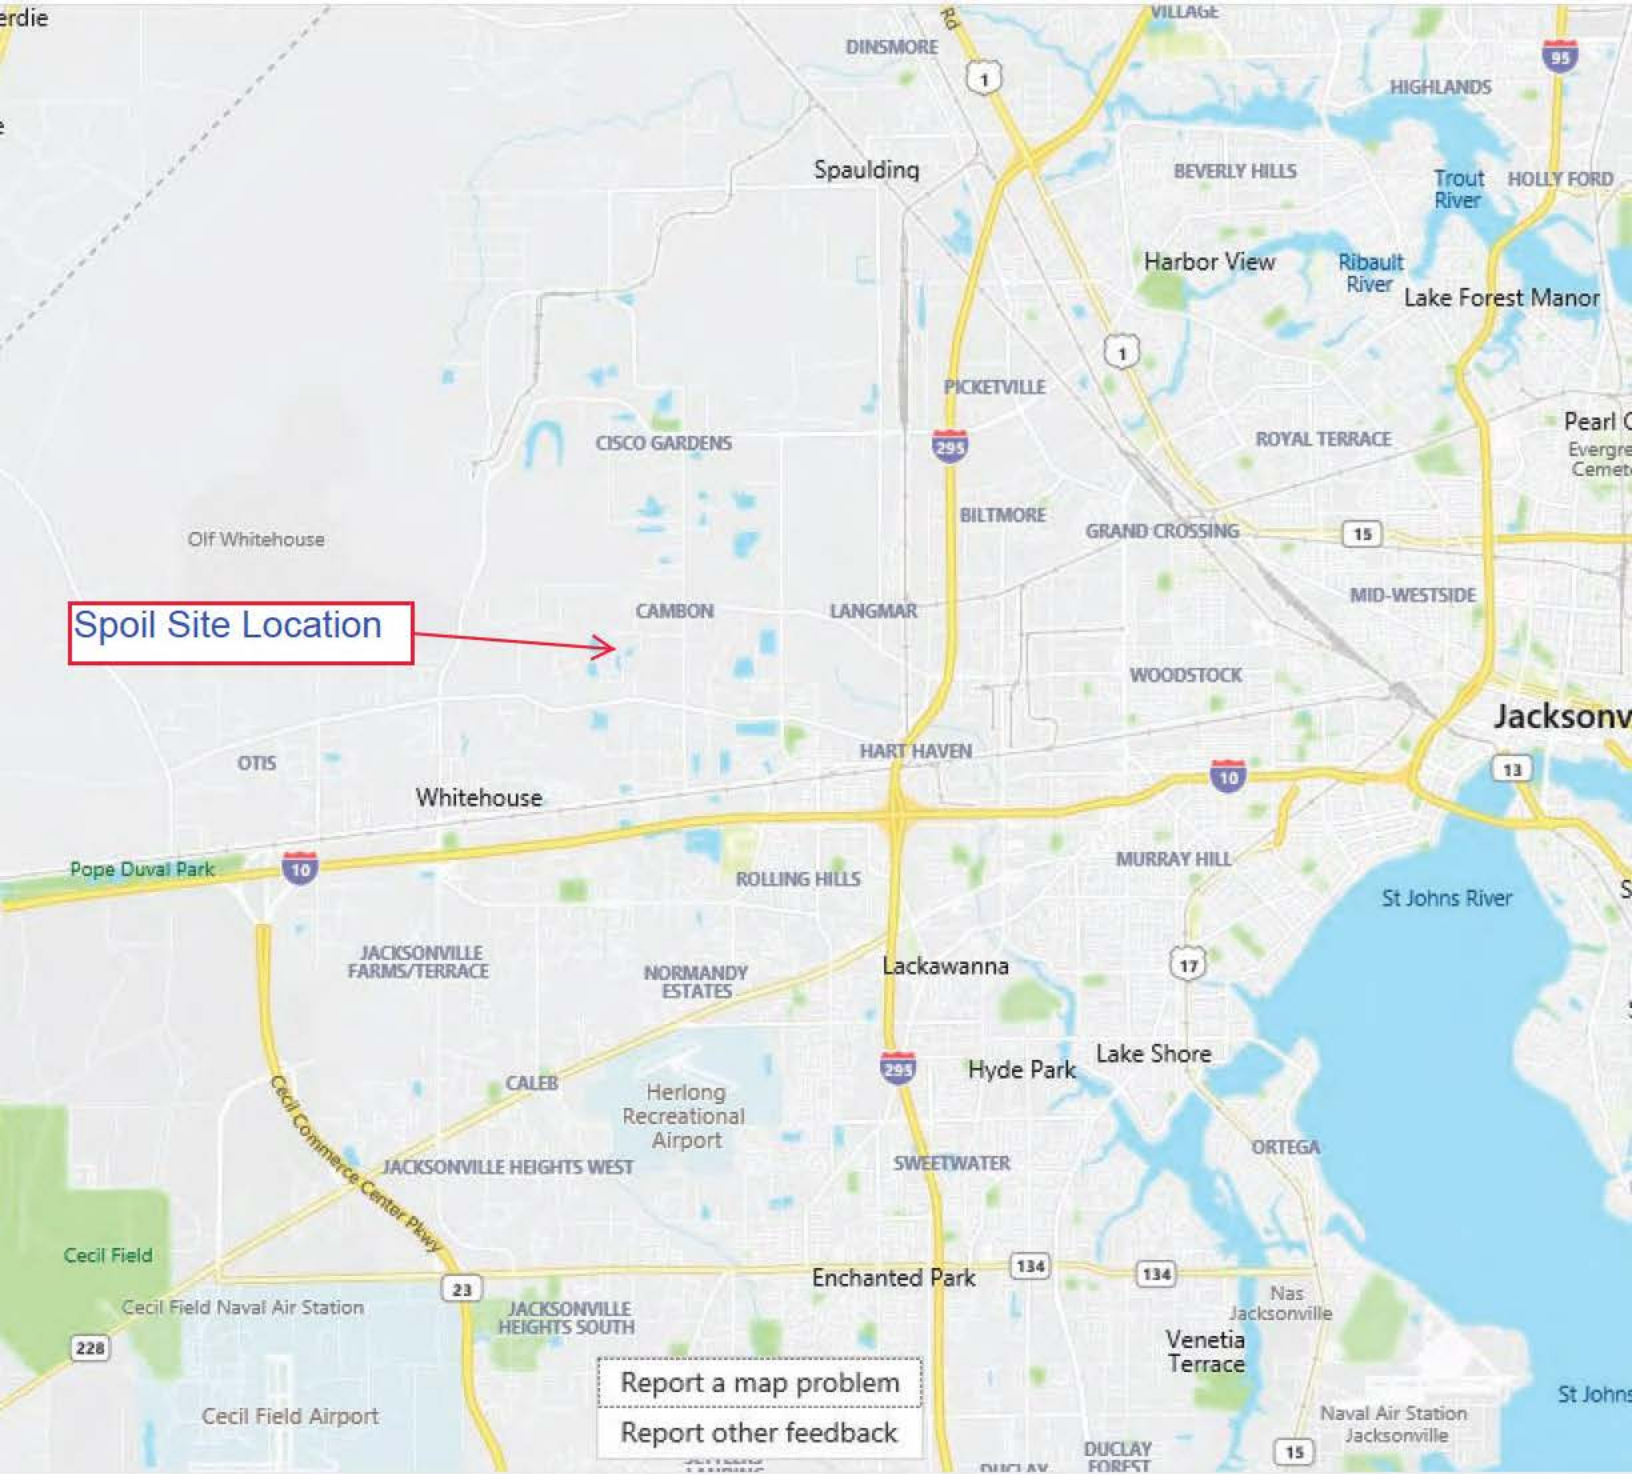 erdie
Rd
VILLAGE
DINSMORE
1
95
HIGHLANDS
Spaulding
BEVERLY HILLS
Trout
River
HOLLY FORD
Harbor View
Ribault
River
Lake Forest Manor
1
PICKETVILLE
295
CISCO GARDENS
ROYAL TERRACE
Pearl C
Evergre
Cemet
BILTMORE
GRAND CROSSING
15
Olf Whitehouse
MID-WESTSIDE
Spoil Site Location
CAMBON
LANGMAR
WOODSTOCK
Jacksonv
HART HAVEN
OTIS
10
13
Whitehouse
Pope Duval Park
10
MURRAY HILL
ROLLING HILLS
St Johns River
S
JACKSONVILLE
FARMS/TERRACE
NORMANDY
ESTATES
Lackawanna
17
CALEB
Herlong
Recreational
Airport
295
Hyde Park
Lake Shore
Cecil Commerce Center Pkwy
JACKSONVILLE HEIGHTS WEST
SWEETWATER
ORTEGA
Cecil Field
Cecil Field Naval Air Station
23
Enchanted Park
134
134
Nas
Jacksonville
228
JACKSONVILLE
HEIGHTS SOUTH
Venetia
Terrace
Report a map problem
Report other feedback
Cecil Field Airport
Naval Air Station
Jacksonville
St Johns
15
DUCLAY
FOREST
DUCLAY